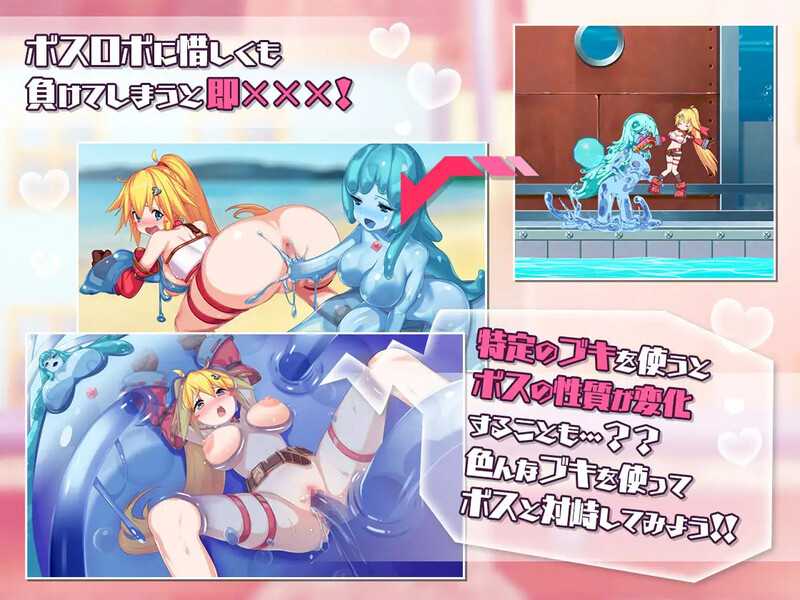 ボスロボに惜しくも
負けてしまうと即×××!
特定のブキを使うと
ボスの性質が変化
することも…??
色んなブキを使って
ボスと対峙してみよう!!